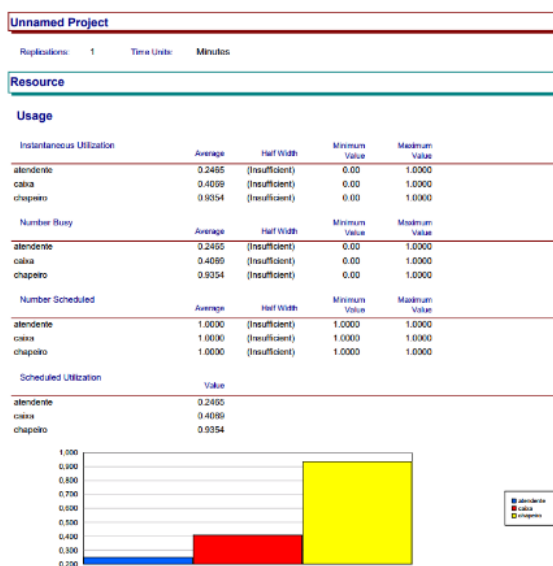 Unnamed Project
Replications: 1 Time Units: Minutes
Resource
Usage
Instantaneous Utilization Average Half Width Minimum Value Maximum Value
atendente 0.2465 (Insufficient) 0.00 1.0000
caixa 0.4069 (Insufficient) 0.00 1.0000
chapeiro 0.9354 (Insufficient) 0.00 1.0000
Number Busy Average Half Width Minimum Value Maximum Value
atendente 0.2465 (Insufficient) 0.00 1.0000
caixa 0.4069 (Insufficient) 0.00 1.0000
chapeiro 0.9354 (Insufficient) 0.00 1.0000
Number Scheduled Average Half Width Minimum Value Maximum Value
atendente 1.0000 (Insufficient) 1.0000 1.0000
caixa 1.0000 (Insufficient) 1.0000 1.0000
chapeiro 1.0000 (Insufficient) 1.0000 1.0000
Scheduled Utilization Value
atendente 0.2465
caixa 0.4069
chapeiro 0.9354
1,000
0,900
0,800
0,700
0,600
0,500
0,400
0,300
0,200
atendente
caixa
chapeiro